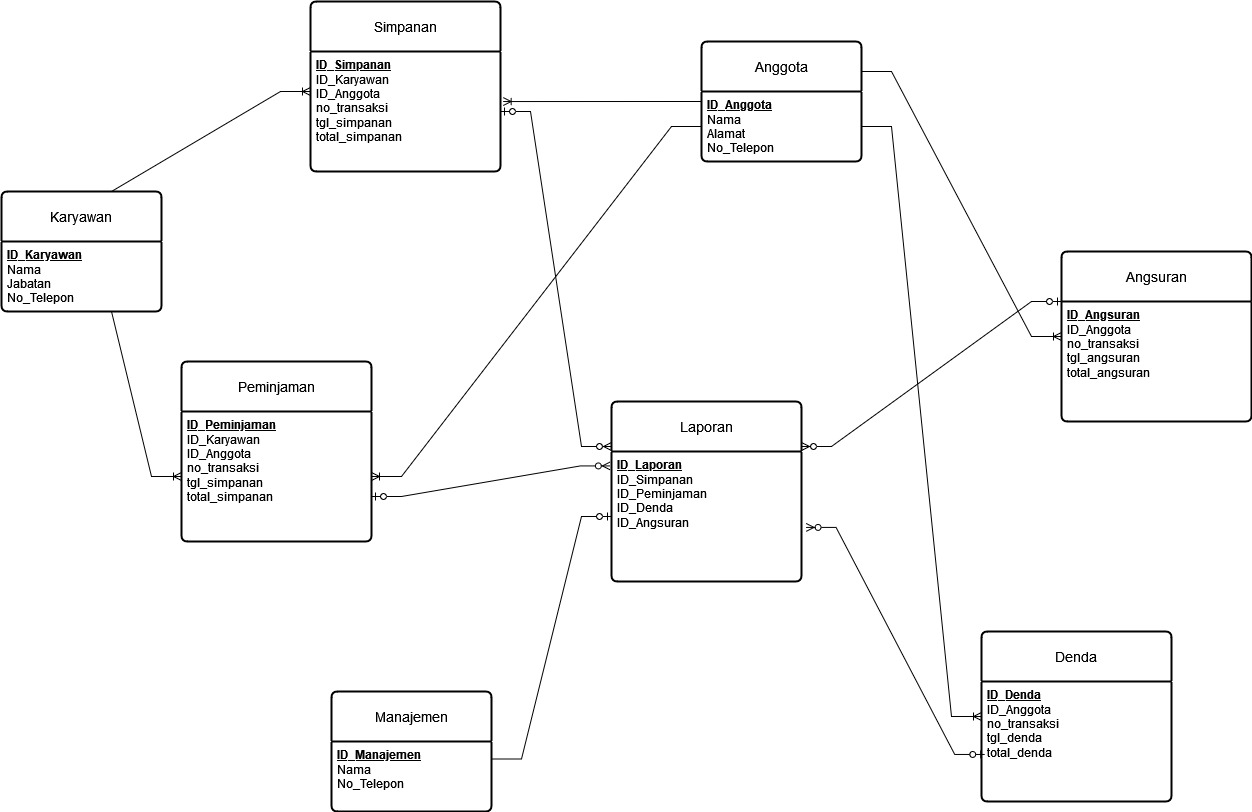 Simpanan
ID_Simpanan
ID_Karyawan
ID_Anggota
no_transaksi
tgl_simpanan
total_simpanan
Anggota
ID_Anggota
Nama
Alamat
No_Telepon
Karyawan
ID_Karyawan
Nama
Jabatan
No_Telepon
Angsuran
ID_Angsuran
ID_Anggota
no_transaksi
tgl_angsuran
total_angsuran
Peminjaman
ID_Peminjaman
ID_Karyawan
ID_Anggota
no_transaksi
tgl_simpanan
total_simpanan
Laporan
ID_Laporan
ID_Simpanan
ID_Peminjaman
ID_Denda
ID_Angsuran
Denda
ID_Denda
ID_Anggota
no_transaksi
tgl_denda
total_denda
Manajemen
ID_Manajemen
Nama
No_Telepon